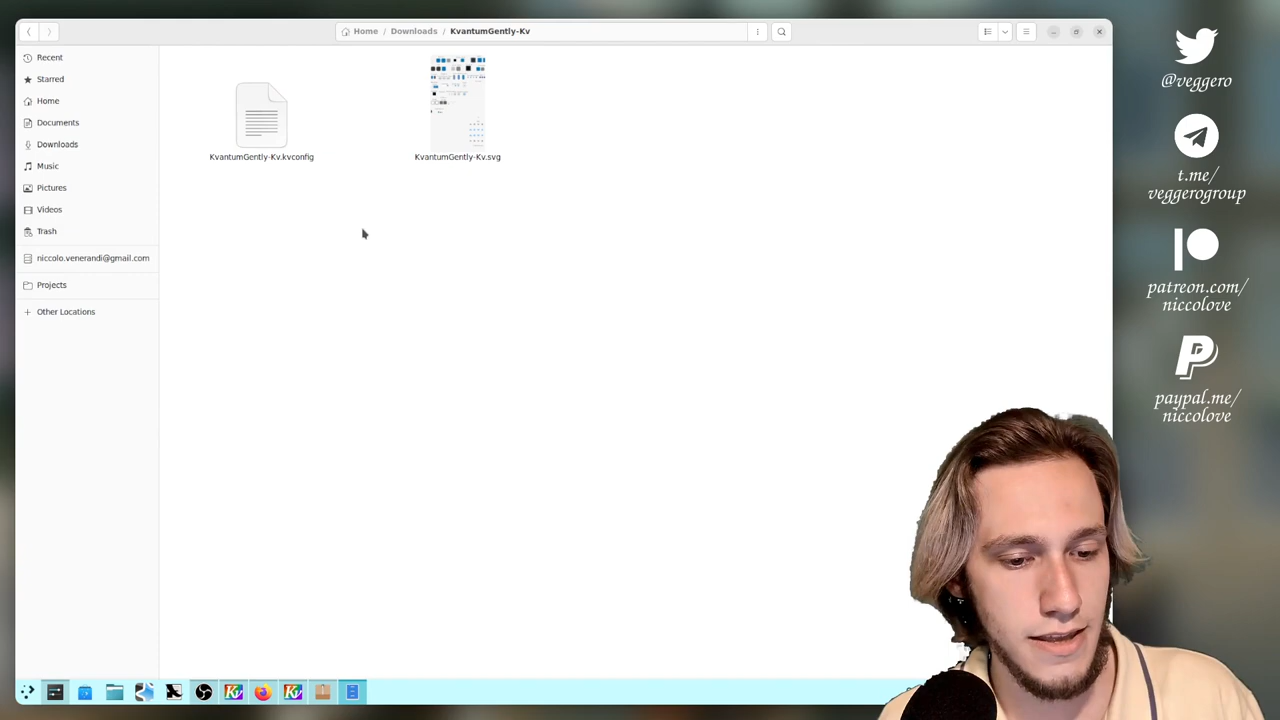 Home / Downloads / KvantumGently-Kv
Recent
Starred
Home
Documents
Downloads
Music
Pictures
Videos
Trash
niccolo.venerandi@gmail.com
Projects
Other Locations
KvantumGently-Kv.kvconfig
KvantumGently-Kv.svg
@veggero
t.me/
veggerogroup
patreon.com/
niccolove
paypal.me/
niccolove